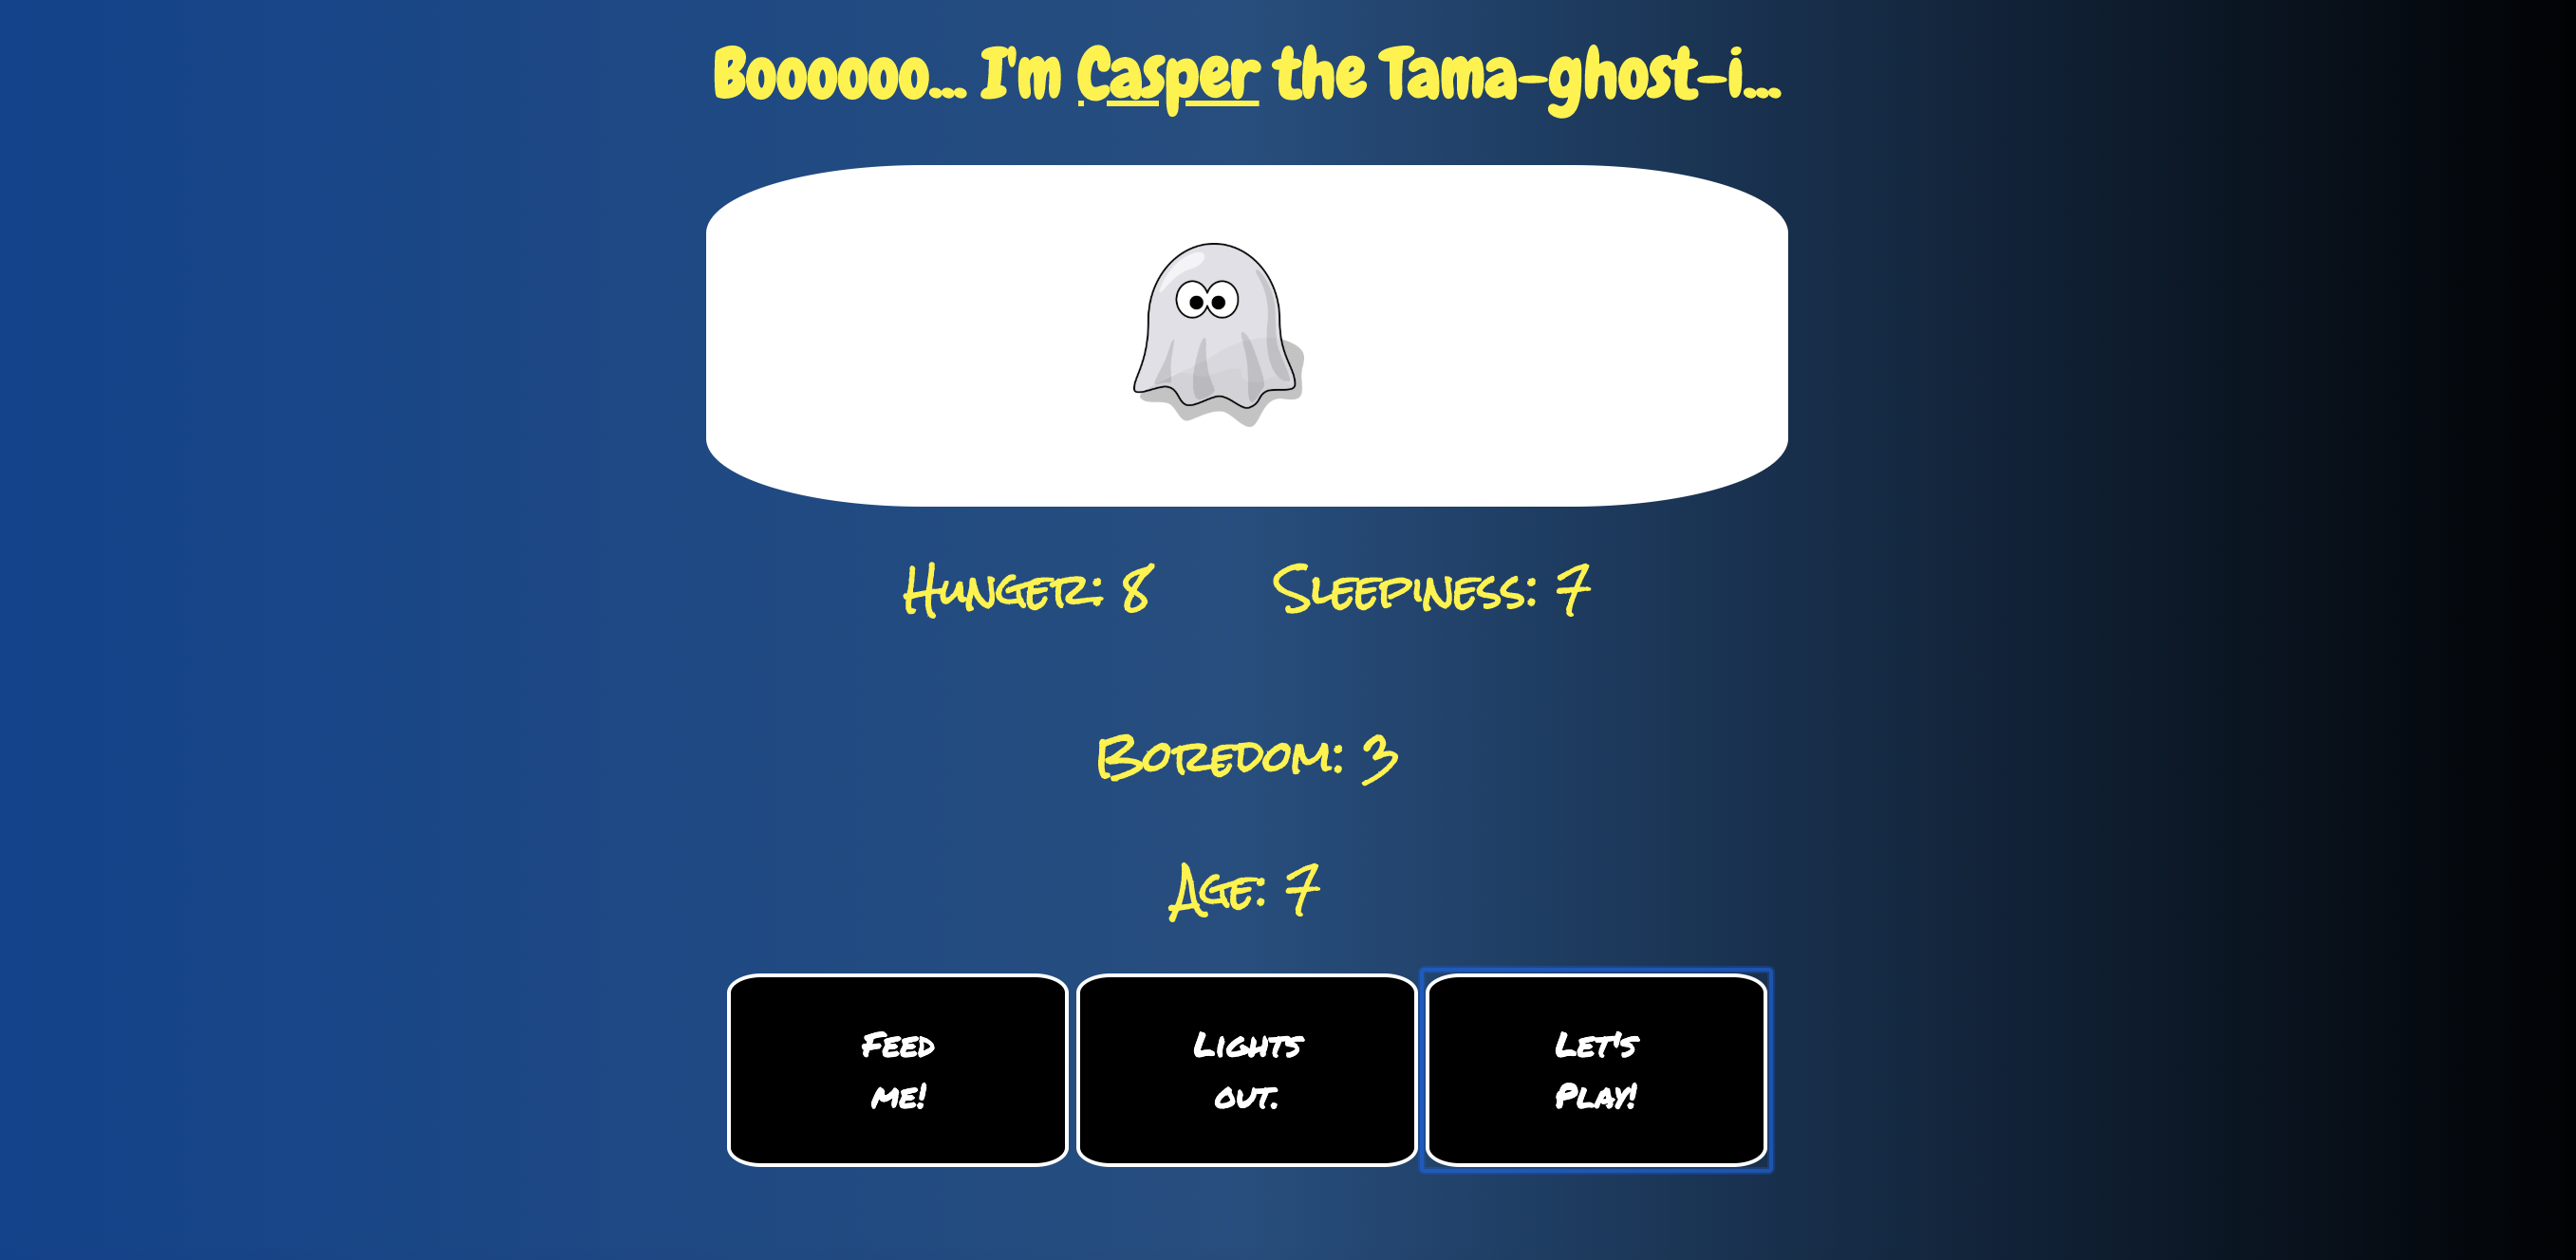 Boooooo... I'm Casper the Tama-ghost-i...
Hunger: 8 Sleepiness: 7
Boredom: 3
Age: 7
Feed
me!
Lights
out.
Let's
Play!